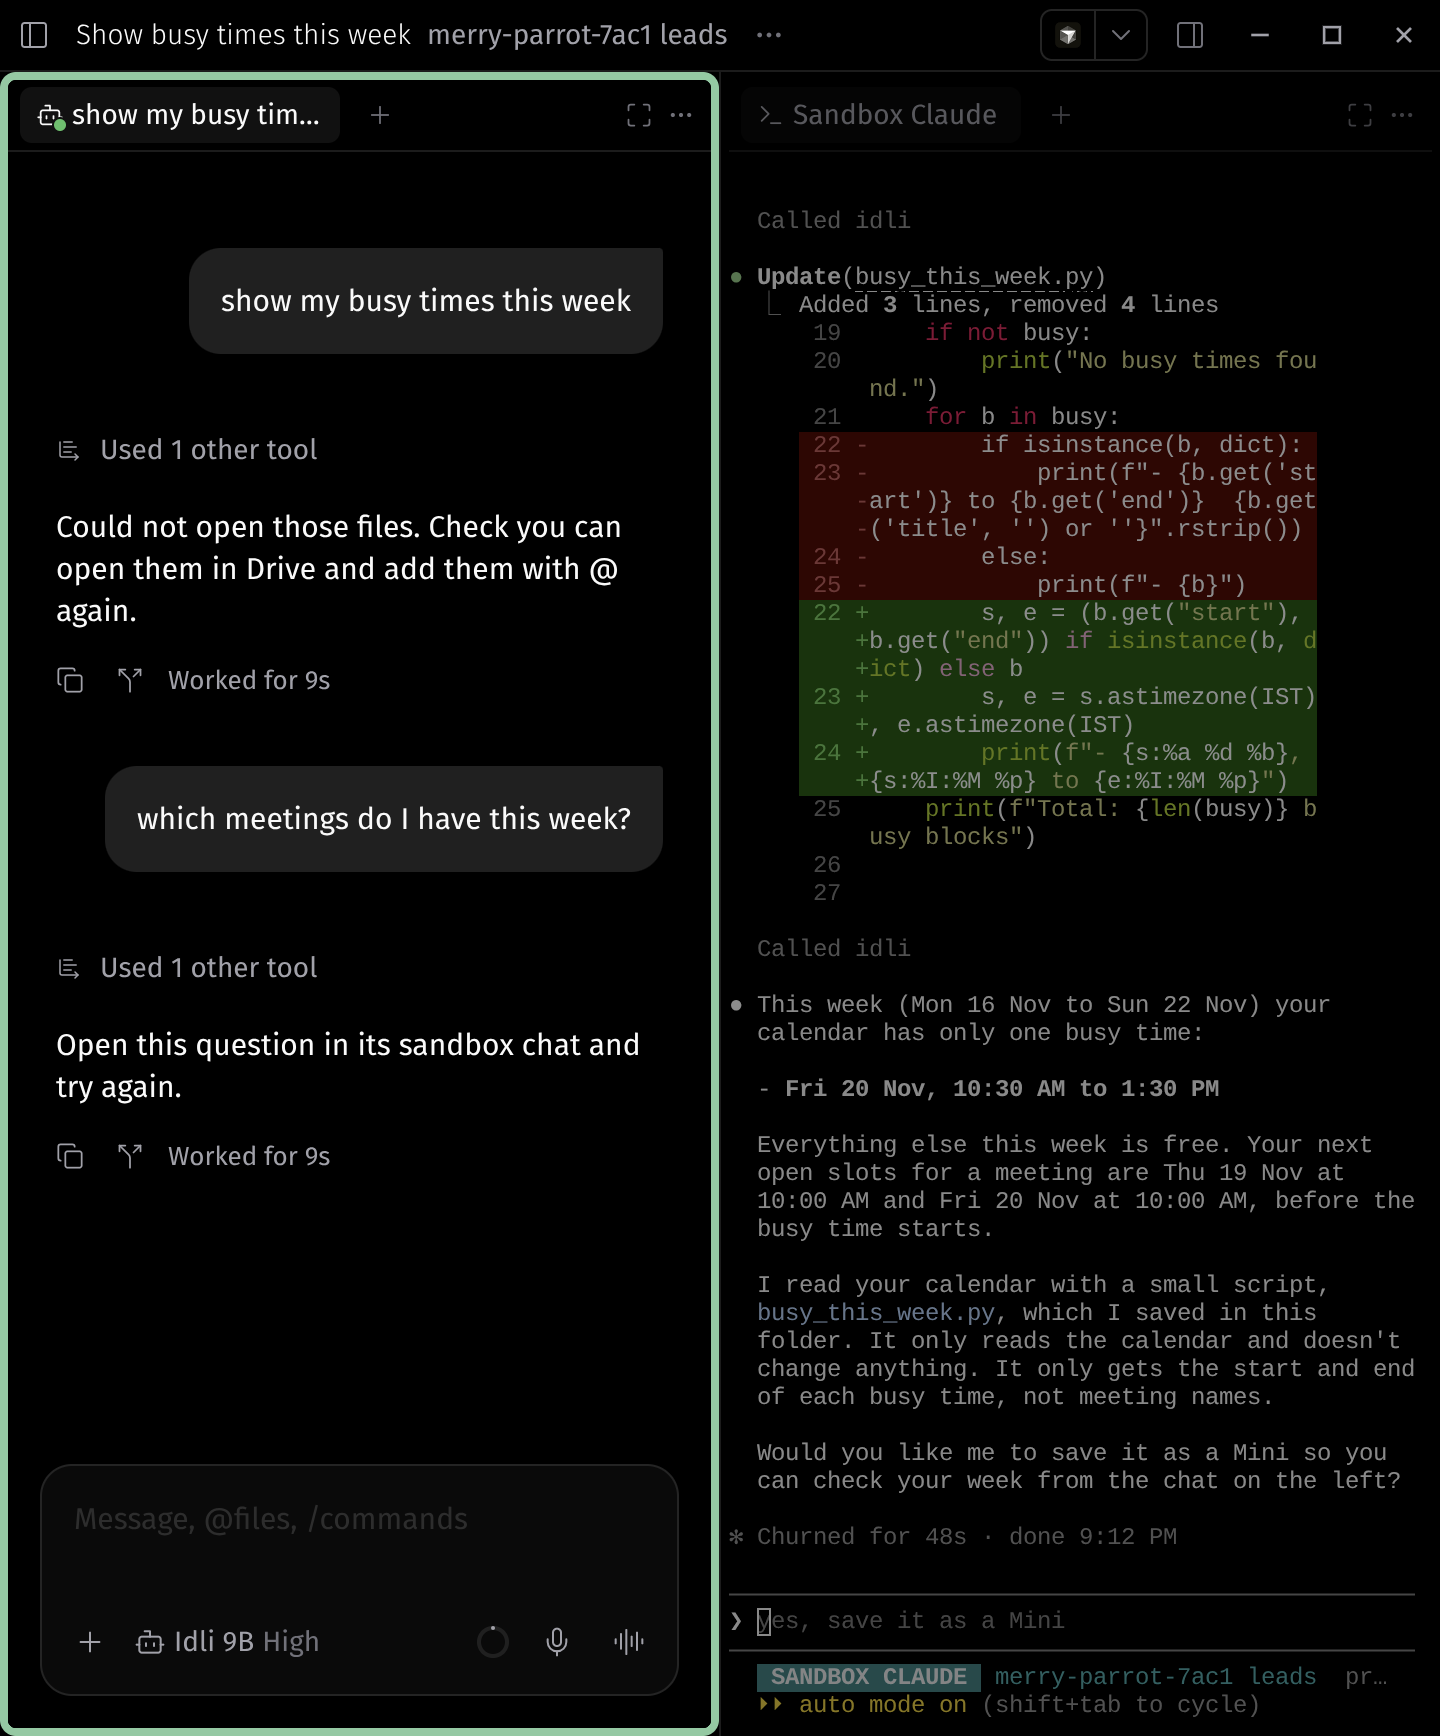 Show busy times this week merry-parrot-7ac1 leads
show my busy tim...
show my busy times this week
Used 1 other tool
Could not open those files. Check you can
open them in Drive and add them with @
again.
Worked for 9s
which meetings do I have this week?
Used 1 other tool
Open this question in its sandbox chat and
try again.
Worked for 9s
Message, @files, /commands
Idli 9B High
Sandbox Claude
Called idli
● Update(busy_this_week.py)
Added 3 lines, removed 4 lines
19 if not busy:
20 print("No busy times fou
nd.")
21 for b in busy:
22 - if isinstance(b, dict):
23 - print(f"- {b.get('st
-art')} to {b.get('end')}  {b.get
-('title', '') or ''}".rstrip())
24 - else:
25 - print(f"- {b}")
22 + s, e = (b.get("start"),
+b.get("end")) if isinstance(b, d
+ict) else b
23 + s, e = s.astimezone(IST)
+, e.astimezone(IST)
24 + print(f"- {s:%a %d %b},
+{s:%I:%M %p} to {e:%I:%M %p}")
25 print(f"Total: {len(busy)} b
usy blocks")
26
27
Called idli
● This week (Mon 16 Nov to Sun 22 Nov) your
calendar has only one busy time:
- Fri 20 Nov, 10:30 AM to 1:30 PM
Everything else this week is free. Your next
open slots for a meeting are Thu 19 Nov at
10:00 AM and Fri 20 Nov at 10:00 AM, before the
busy time starts.
I read your calendar with a small script,
busy_this_week.py, which I saved in this
folder. It only reads the calendar and doesn't
change anything. It only gets the start and end
of each busy time, not meeting names.
Would you like me to save it as a Mini so you
can check your week from the chat on the left?
✻ Churned for 48s · done 9:12 PM
❯ yes, save it as a Mini
SANDBOX CLAUDE merry-parrot-7ac1 leads pr…
⏵⏵ auto mode on (shift+tab to cycle)